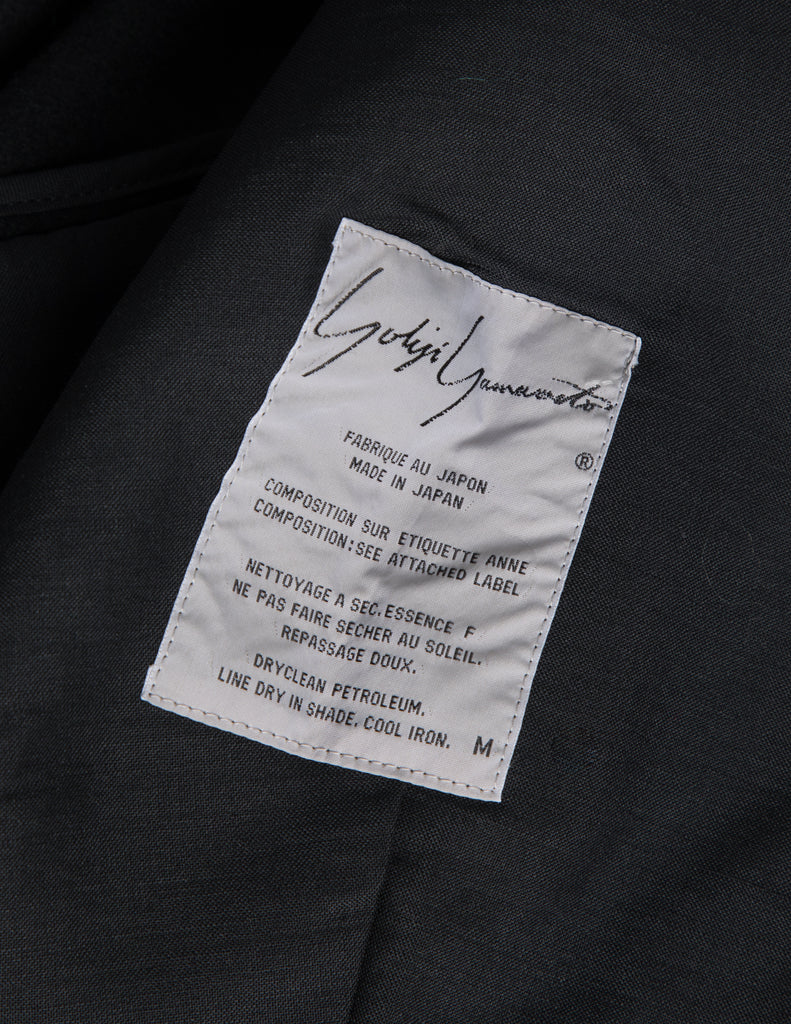 Yohji Yamamoto
®
FABRIQUE AU JAPON
MADE IN JAPAN
COMPOSITION SUR ETIQUETTE ANNE
COMPOSITION:SEE ATTACHED LABEL
NETTOYAGE A SEC.ESSENCE F
NE PAS FAIRE SECHER AU SOLEIL.
REPASSAGE DOUX.
DRYCLEAN PETROLEUM.
LINE DRY IN SHADE. COOL IRON. M